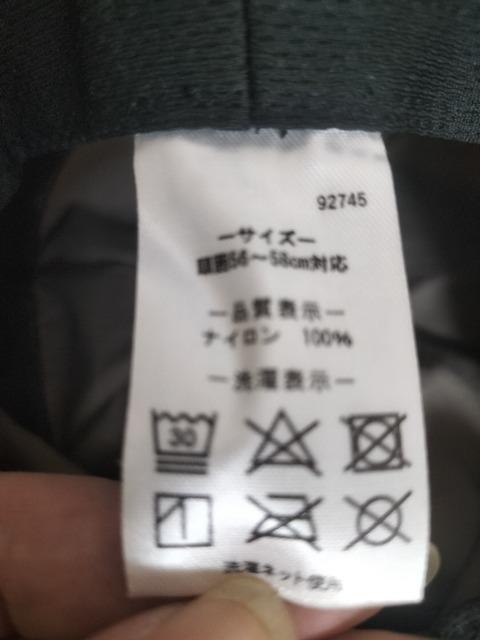 92745
ーサイズー
頭囲56〜58cm対応
ー品質表示ー
ナイロン 100%
ー洗濯表示ー
30
洗濯ネット使用